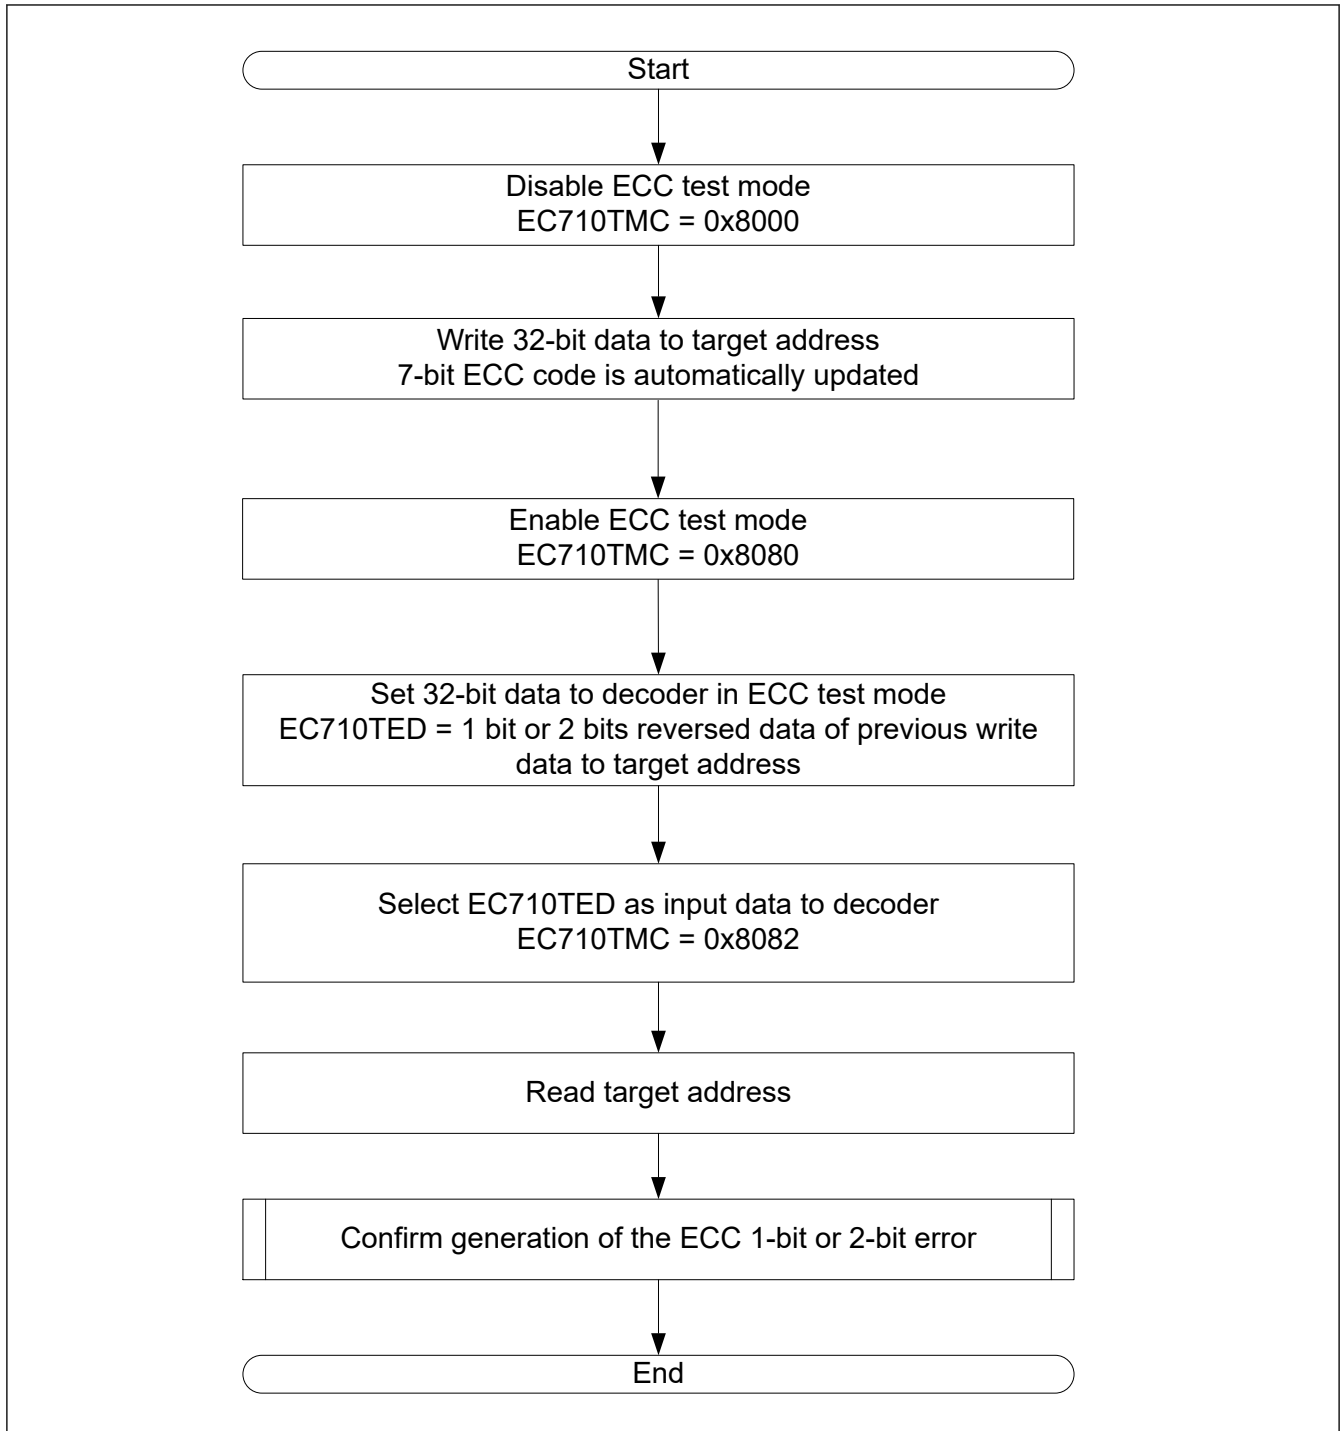 Start
Disable ECC test mode
EC710TMC = 0x8000
Write 32-bit data to target address
7-bit ECC code is automatically updated
Enable ECC test mode
EC710TMC = 0x8080
Set 32-bit data to decoder in ECC test mode
EC710TED = 1 bit or 2 bits reversed data of previous write
data to target address
Select EC710TED as input data to decoder
EC710TMC = 0x8082
Read target address
Confirm generation of the ECC 1-bit or 2-bit error
End